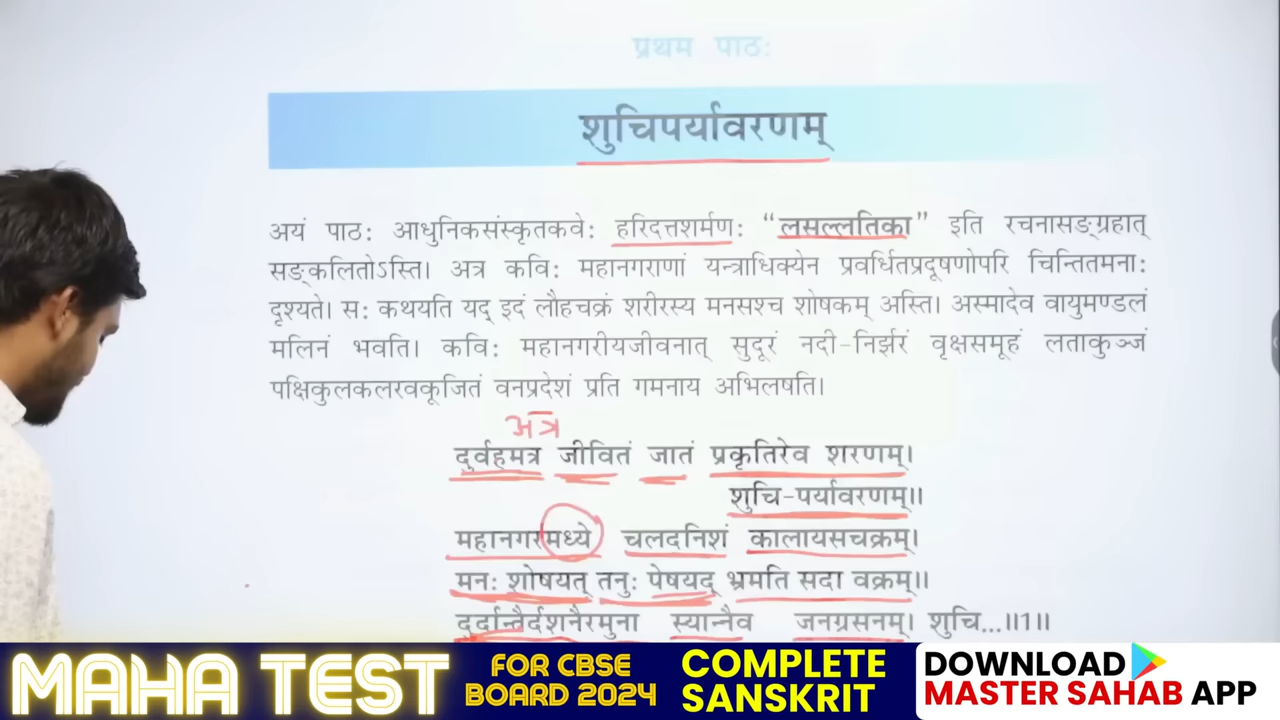 प्रथम पाठः
शुचिपर्यावरणम्
अयं पाठः आधुनिकसंस्कृतकवेः हरिदत्तशर्मणः “लसल्लतिका” इति रचनासङ्ग्रहात्
सङ्कलितोऽस्ति। अत्र कविः महानगराणां यन्त्राधिक्येन प्रवर्धितप्रदूषणोपरि चिन्तितमनाः
दृश्यते। सः कथयति यद् इदं लौहचक्रं शरीरस्य मनसश्च शोषकम् अस्ति। अस्मादेव वायुमण्डलं
मलिनं भवति। कविः महानगरीयजीवनात् सुदूरं नदी-निर्झरं वृक्षसमूहं लताकुञ्जं
पक्षिकुलकलरवकूजितं वनप्रदेशं प्रति गमनाय अभिलषति।
अत्र
दुर्वहमत्र जीवितं जातं प्रकृतिरेव शरणम्।
शुचि-पर्यावरणम्॥
महानगरमध्ये चलदनिशं कालायसचक्रम्।
मनः शोषयत् तनुः पेषयद् भ्रमति सदा वक्रम्॥
दुर्दान्तैर्दशनैरमुना स्यान्नैव जनग्रसनम्। शुचि...॥1॥
MAHA TEST
FOR CBSE
BOARD 2024
COMPLETE
SANSKRIT
DOWNLOAD
MASTER SAHAB APP